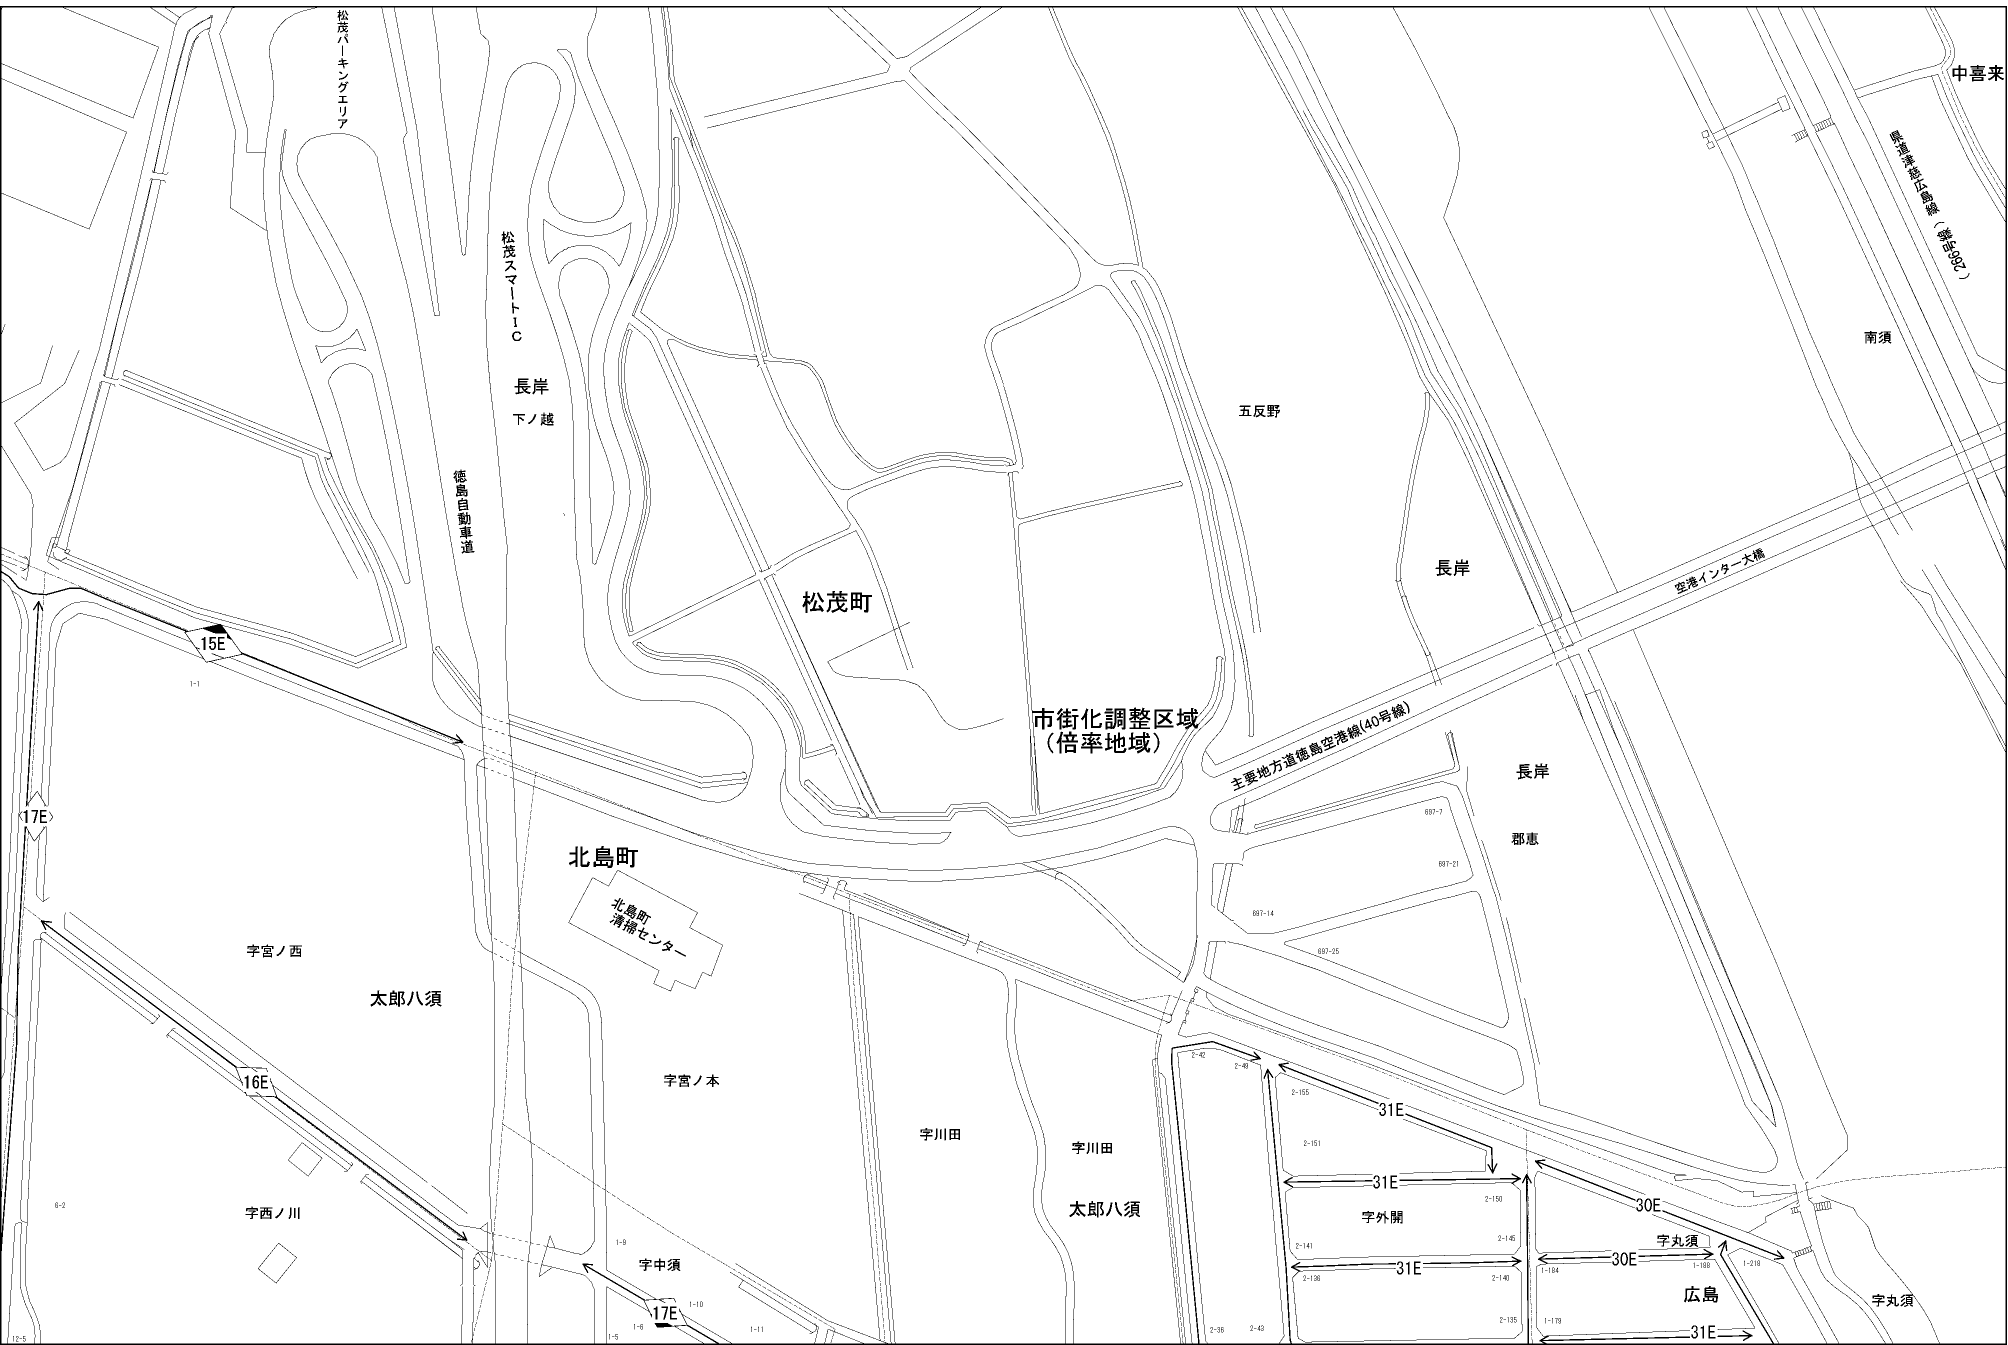 松茂パーキングエリア
中喜来
県道津慈広島線（266号線）
松茂スマートIC
南須
長岸
下ノ越
五反野
徳島自動車道
長岸
空港インター大橋
松茂町
15E
1-1
市街化調整区域
（倍率地域）
主要地方道徳島空港線(40号線)
長岸
17E
697-7
郡恵
北島町
697-21
北島町
清掃センター
697-14
字宮ノ西
697-25
太郎八須
2-42
2-49
16E
字宮ノ本
2-155
31E
字川田
字川田
2-151
31E
2-150
6-2
字西ノ川
太郎八須
字外開
30E
1-9
2-141
2-145
字丸須
字中須
30E
31E
1-184
1-188
1-218
2-136
2-140
広島
字丸須
17E
1-10
1-6
1-5
1-11
12-5
2-36
2-43
2-135
1-179
31E